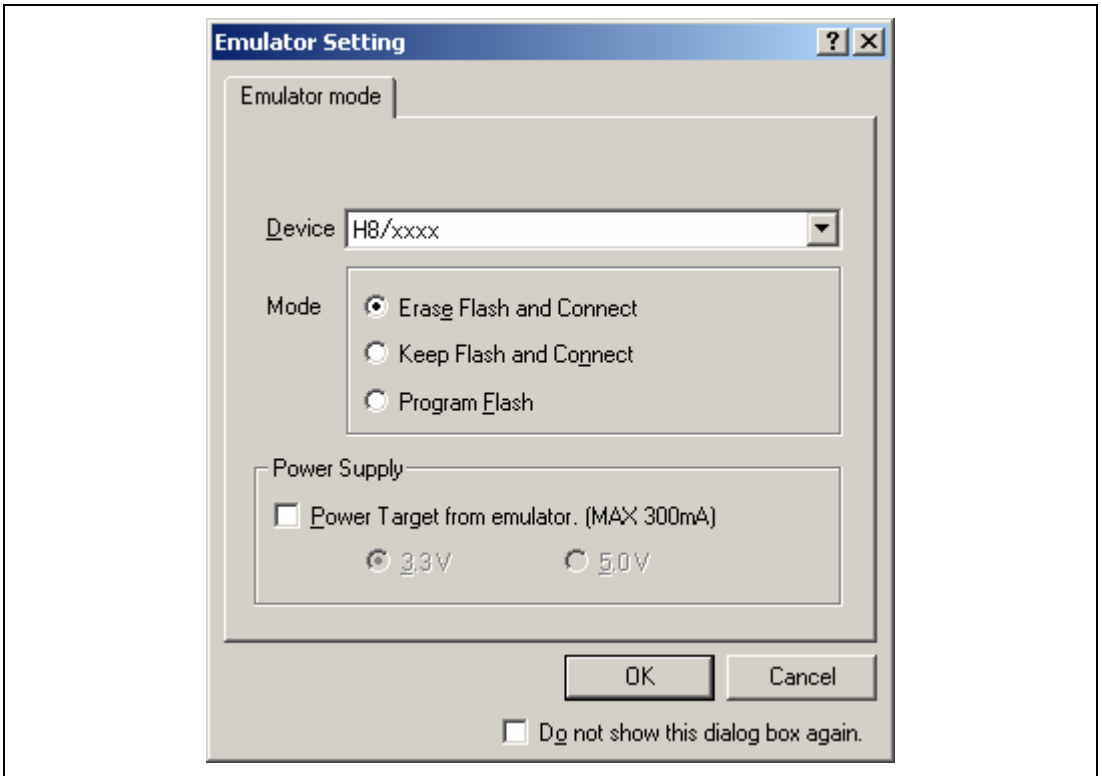 Emulator Setting
Emulator mode
Device H8/xxxx
Mode
Erase Flash and Connect
Keep Flash and Connect
Program Flash
Power Supply
Power Target from emulator. (MAX 300mA)
3.3V 5.0V
OK Cancel
Do not show this dialog box again.